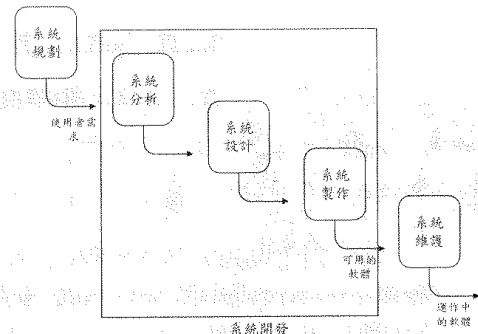 系統
規劃
使用者需
求
系統
分析
系統
設計
系統
製作
可用的
軟體
系統
維護
運作中
的軟體
系統開發